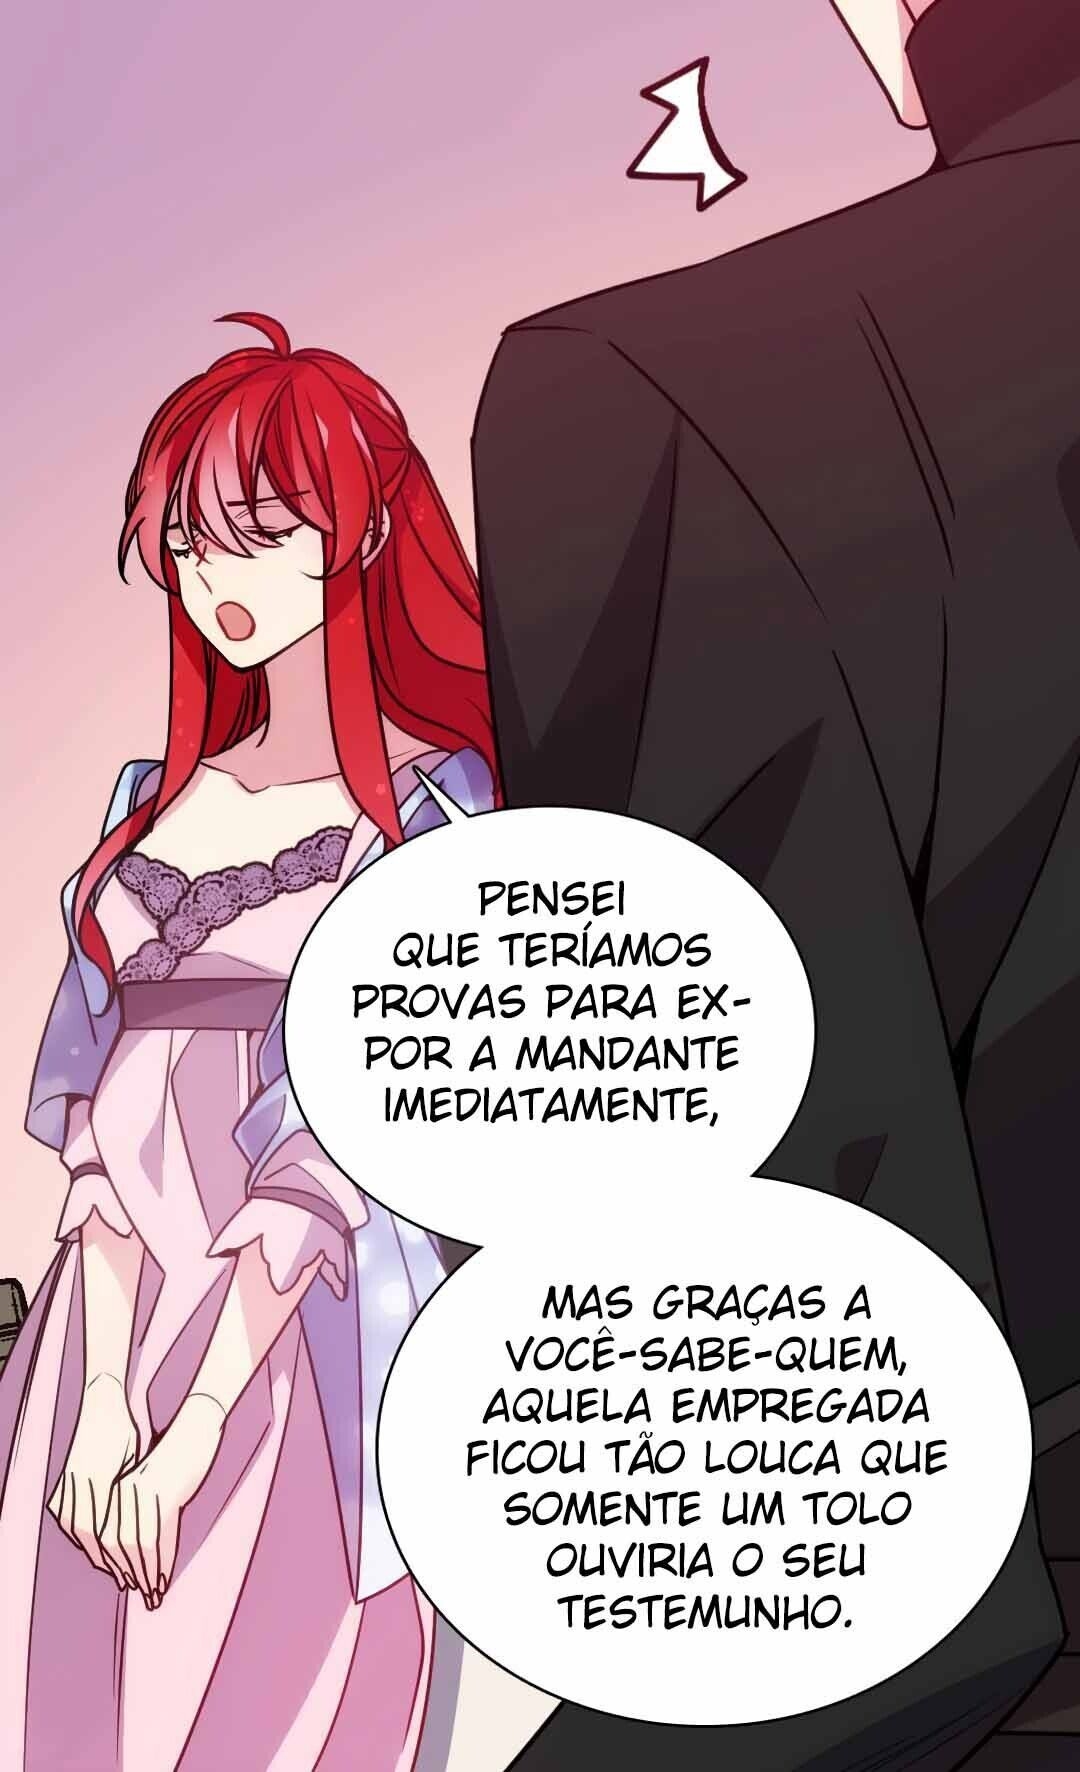 PENSEI
QUE TERÍAMOS
PROVAS PARA EX-
POR A MANDANTE
IMEDIATAMENTE,
MAS GRAÇAS A
VOCÊ-SABE-QUEM,
AQUELA EMPREGADA
FICOU TÃO LOUCA QUE
SOMENTE UM TOLO
OUVIRIA O SEU
TESTEMUNHO.